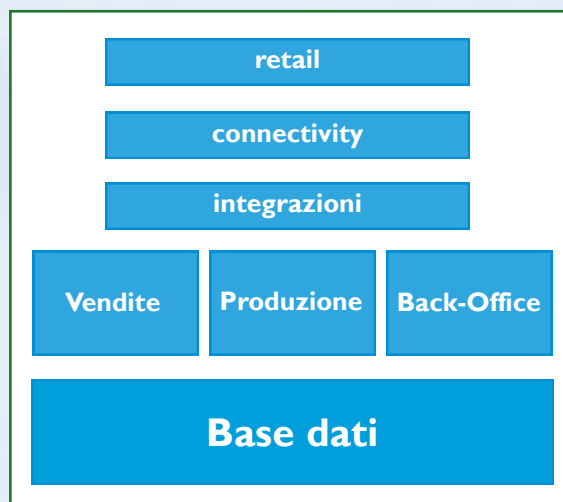 retail
connectivity
integrazioni
Vendite
Produzione
Back-Office
Base dati